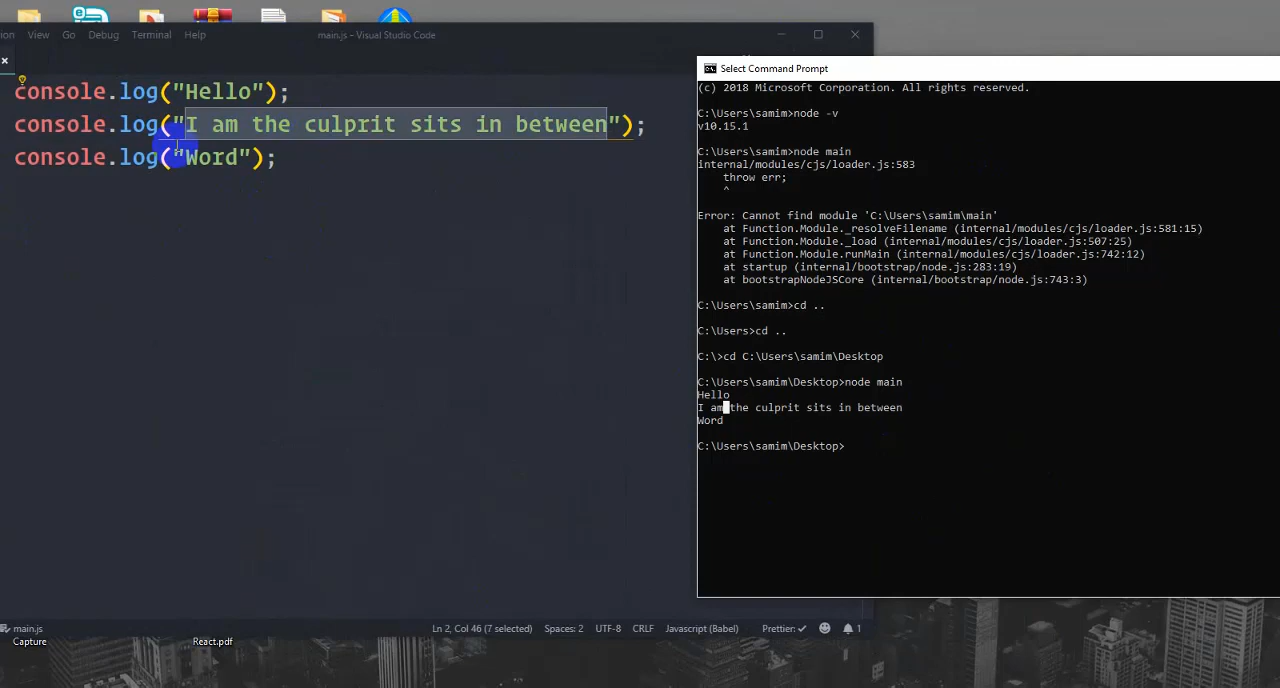 ion View Go Debug Terminal Help main.js - Visual Studio Code
console.log("Hello");
console.log("I am the culprit sits in between");
console.log("Word");
main.js Ln 2, Col 46 (7 selected) Spaces: 2 UTF-8 CRLF Javascript (Babel) Prettier: ✓ 1
Capture React.pdf
Select Command Prompt
(c) 2018 Microsoft Corporation. All rights reserved.
C:\Users\samim>node -v
v10.15.1
C:\Users\samim>node main
internal/modules/cjs/loader.js:583
throw err;
^
Error: Cannot find module 'C:\Users\samim\main'
at Function.Module._resolveFilename (internal/modules/cjs/loader.js:581:15)
at Function.Module._load (internal/modules/cjs/loader.js:507:25)
at Function.Module.runMain (internal/modules/cjs/loader.js:742:12)
at startup (internal/bootstrap/node.js:283:19)
at bootstrapNodeJSCore (internal/bootstrap/node.js:743:3)
C:\Users\samim>cd ..
C:\Users>cd ..
C:\>cd C:\Users\samim\Desktop
C:\Users\samim\Desktop>node main
Hello
I am the culprit sits in between
Word
C:\Users\samim\Desktop>